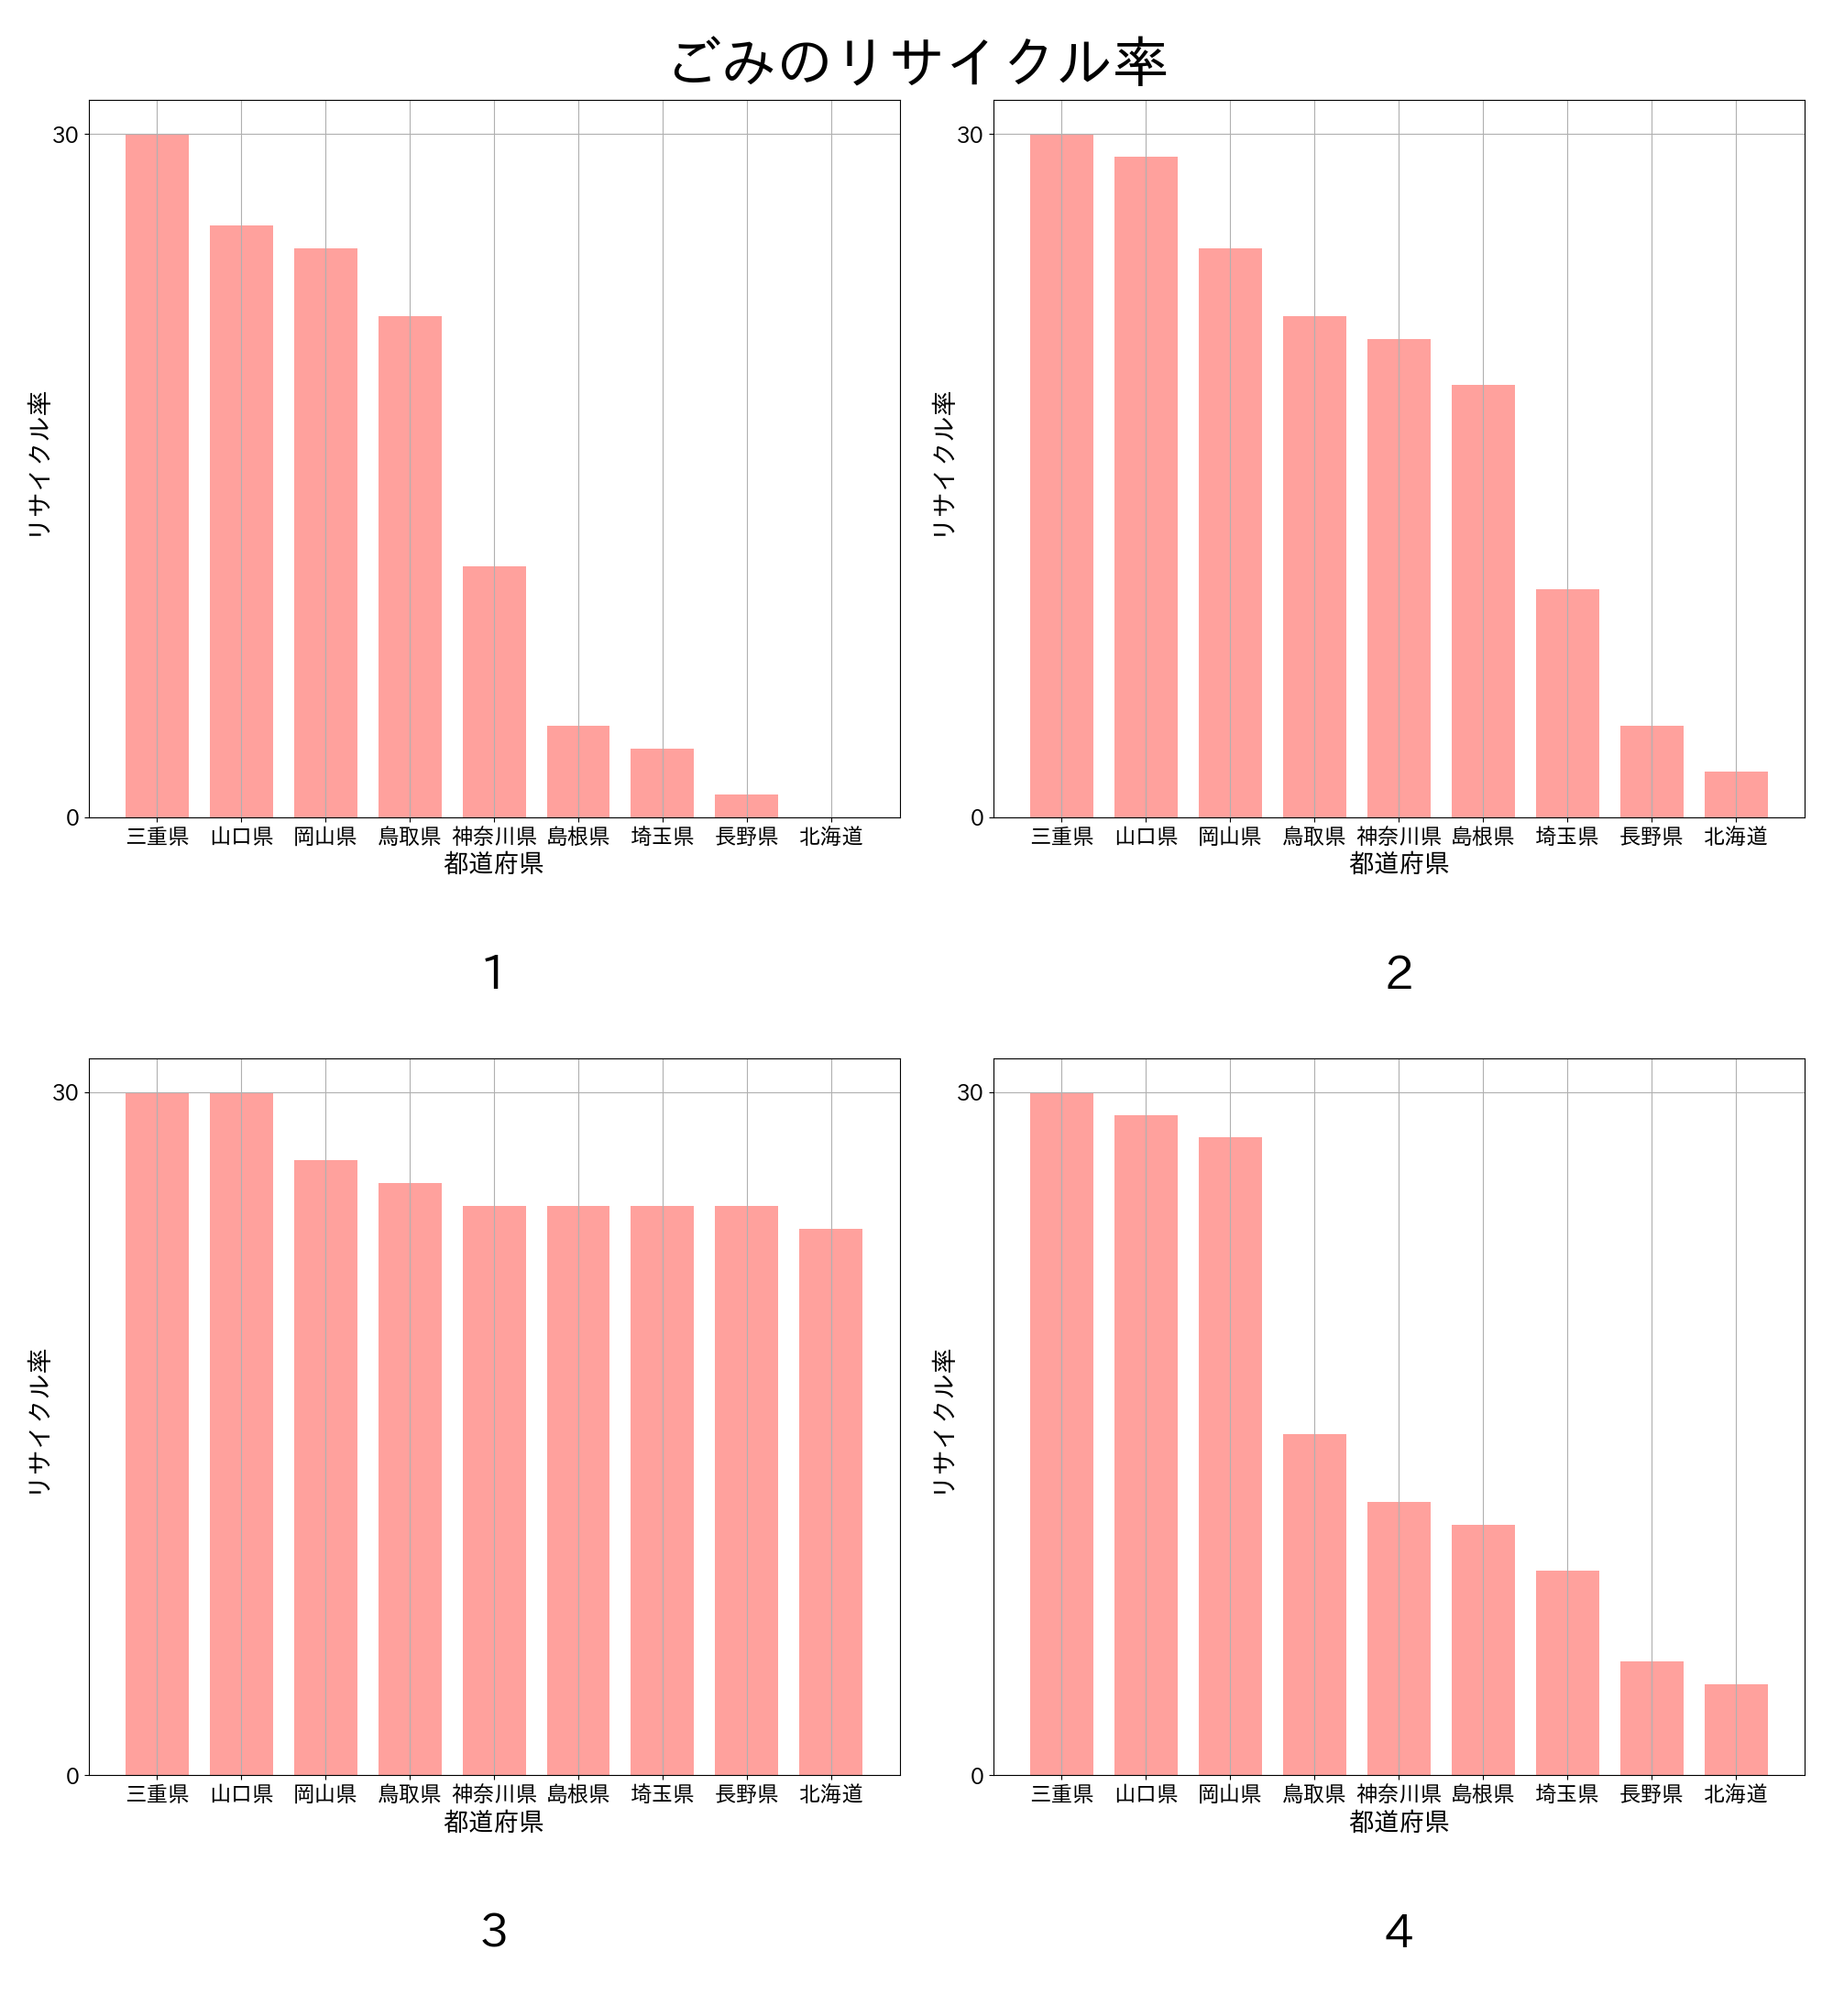 ごみのリサイクル率
30
0
リサイクル率
三重県 山口県 岡山県 鳥取県 神奈川県 島根県 埼玉県 長野県 北海道
都道府県
1
30
0
リサイクル率
三重県 山口県 岡山県 鳥取県 神奈川県 島根県 埼玉県 長野県 北海道
都道府県
2
30
0
リサイクル率
三重県 山口県 岡山県 鳥取県 神奈川県 島根県 埼玉県 長野県 北海道
都道府県
3
30
0
リサイクル率
三重県 山口県 岡山県 鳥取県 神奈川県 島根県 埼玉県 長野県 北海道
都道府県
4